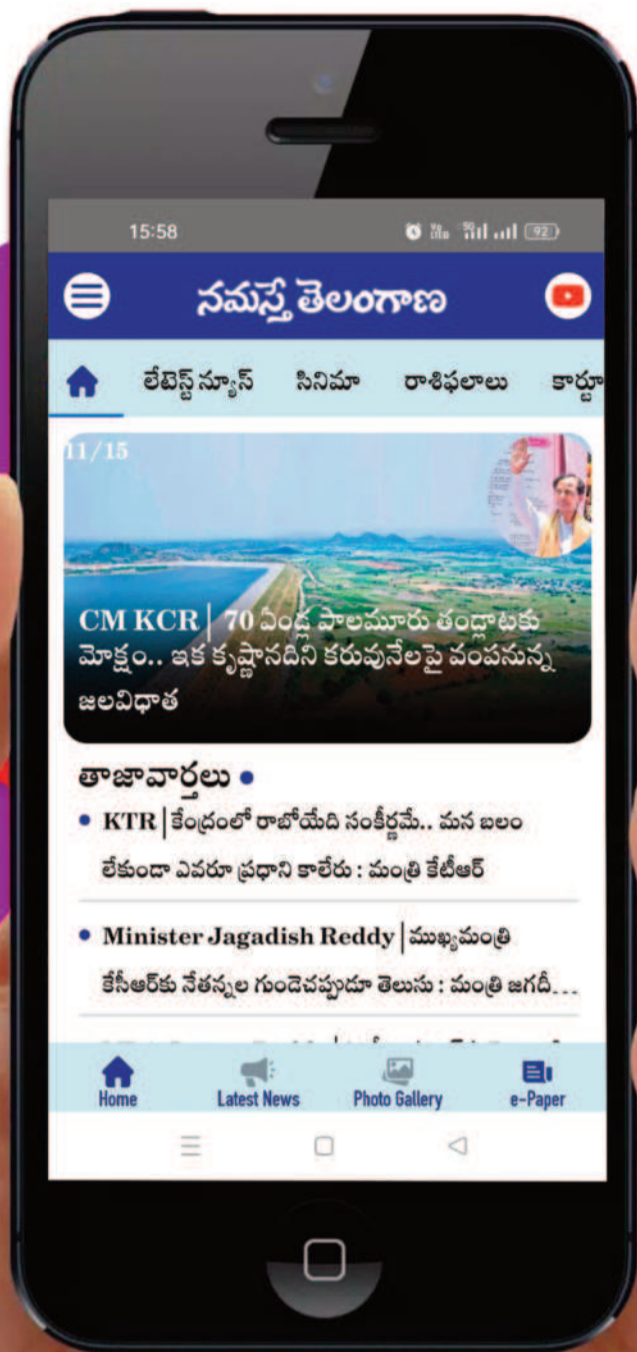 15:58
92
నమస్తే తెలంగాణ
లేటెస్ట్ న్యూస్ సినిమా రాశిఫలాలు కార్టూ
11/15
CM KCR | 70 ఏండ్ల పాలమూరు తండ్లాటకు
మోక్షం.. ఇక కృష్ణానదిని కరువునేలపై వంపనున్న
జలవిధాత
తాజావార్తలు
KTR | కేంద్రంలో రాబోయేది సంకీర్ణమే.. మన బలం
లేకుండా ఎవరూ ప్రధాని కాలేరు : మంత్రి కేటీఆర్
Minister Jagadish Reddy | ముఖ్యమంత్రి
కేసీఆర్‌కు నేతన్నల గుండెచప్పుడూ తెలుసు : మంత్రి జగదీ...
Home Latest News Photo Gallery e-Paper